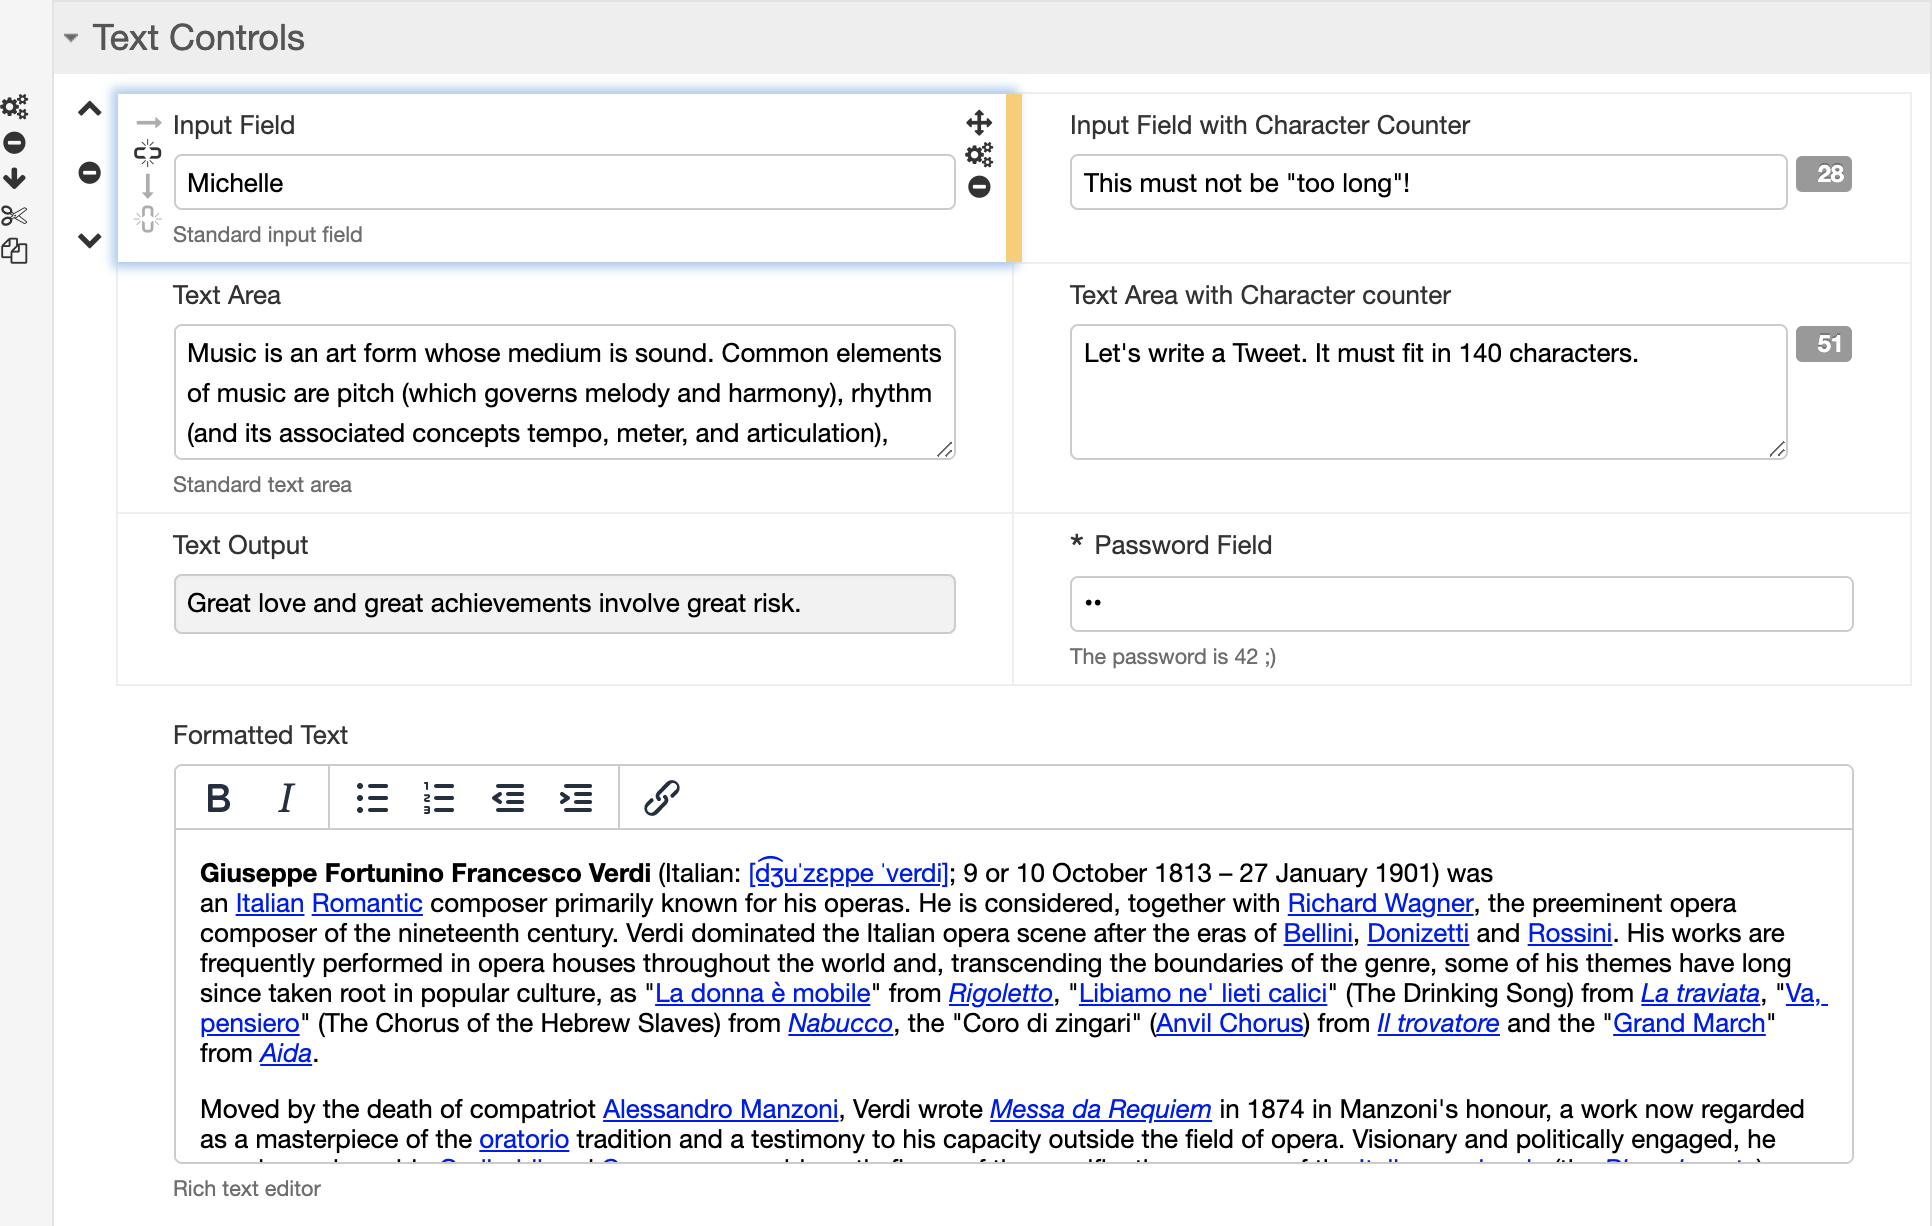 Text Controls
Input Field
Michelle
Standard input field
Input Field with Character Counter
This must not be "too long"!
28
Text Area
Music is an art form whose medium is sound. Common elements
of music are pitch (which governs melody and harmony), rhythm
(and its associated concepts tempo, meter, and articulation),
Standard text area
Text Area with Character counter
Let's write a Tweet. It must fit in 140 characters.
51
Text Output
Great love and great achievements involve great risk.
* Password Field
••
The password is 42 ;)
Formatted Text
B I
Giuseppe Fortunino Francesco Verdi (Italian: [d͡ʒuˈzɛppe ˈverdi]; 9 or 10 October 1813 – 27 January 1901) was
an Italian Romantic composer primarily known for his operas. He is considered, together with Richard Wagner, the preeminent opera
composer of the nineteenth century. Verdi dominated the Italian opera scene after the eras of Bellini, Donizetti and Rossini. His works are
frequently performed in opera houses throughout the world and, transcending the boundaries of the genre, some of his themes have long
since taken root in popular culture, as "La donna è mobile" from Rigoletto, "Libiamo ne' lieti calici" (The Drinking Song) from La traviata, "Va,
pensiero" (The Chorus of the Hebrew Slaves) from Nabucco, the "Coro di zingari" (Anvil Chorus) from Il trovatore and the "Grand March"
from Aida.
Moved by the death of compatriot Alessandro Manzoni, Verdi wrote Messa da Requiem in 1874 in Manzoni's honour, a work now regarded
as a masterpiece of the oratorio tradition and a testimony to his capacity outside the field of opera. Visionary and politically engaged, he
Rich text editor